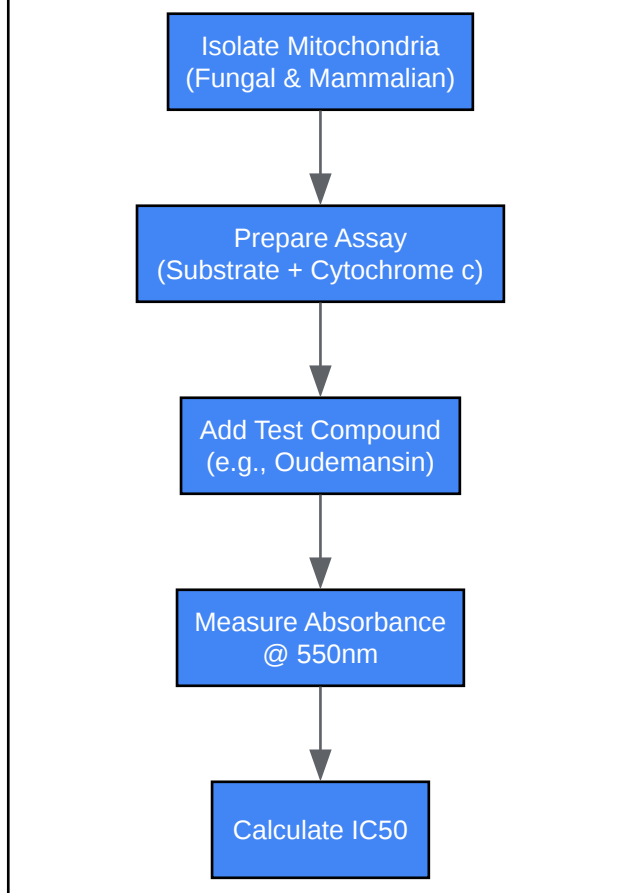 Isolate Mitochondria
(Fungal & Mammalian)
Prepare Assay
(Substrate + Cytochrome c)
Add Test Compound
(e.g., Oudemansin)
Measure Absorbance
@ 550nm
Calculate IC50